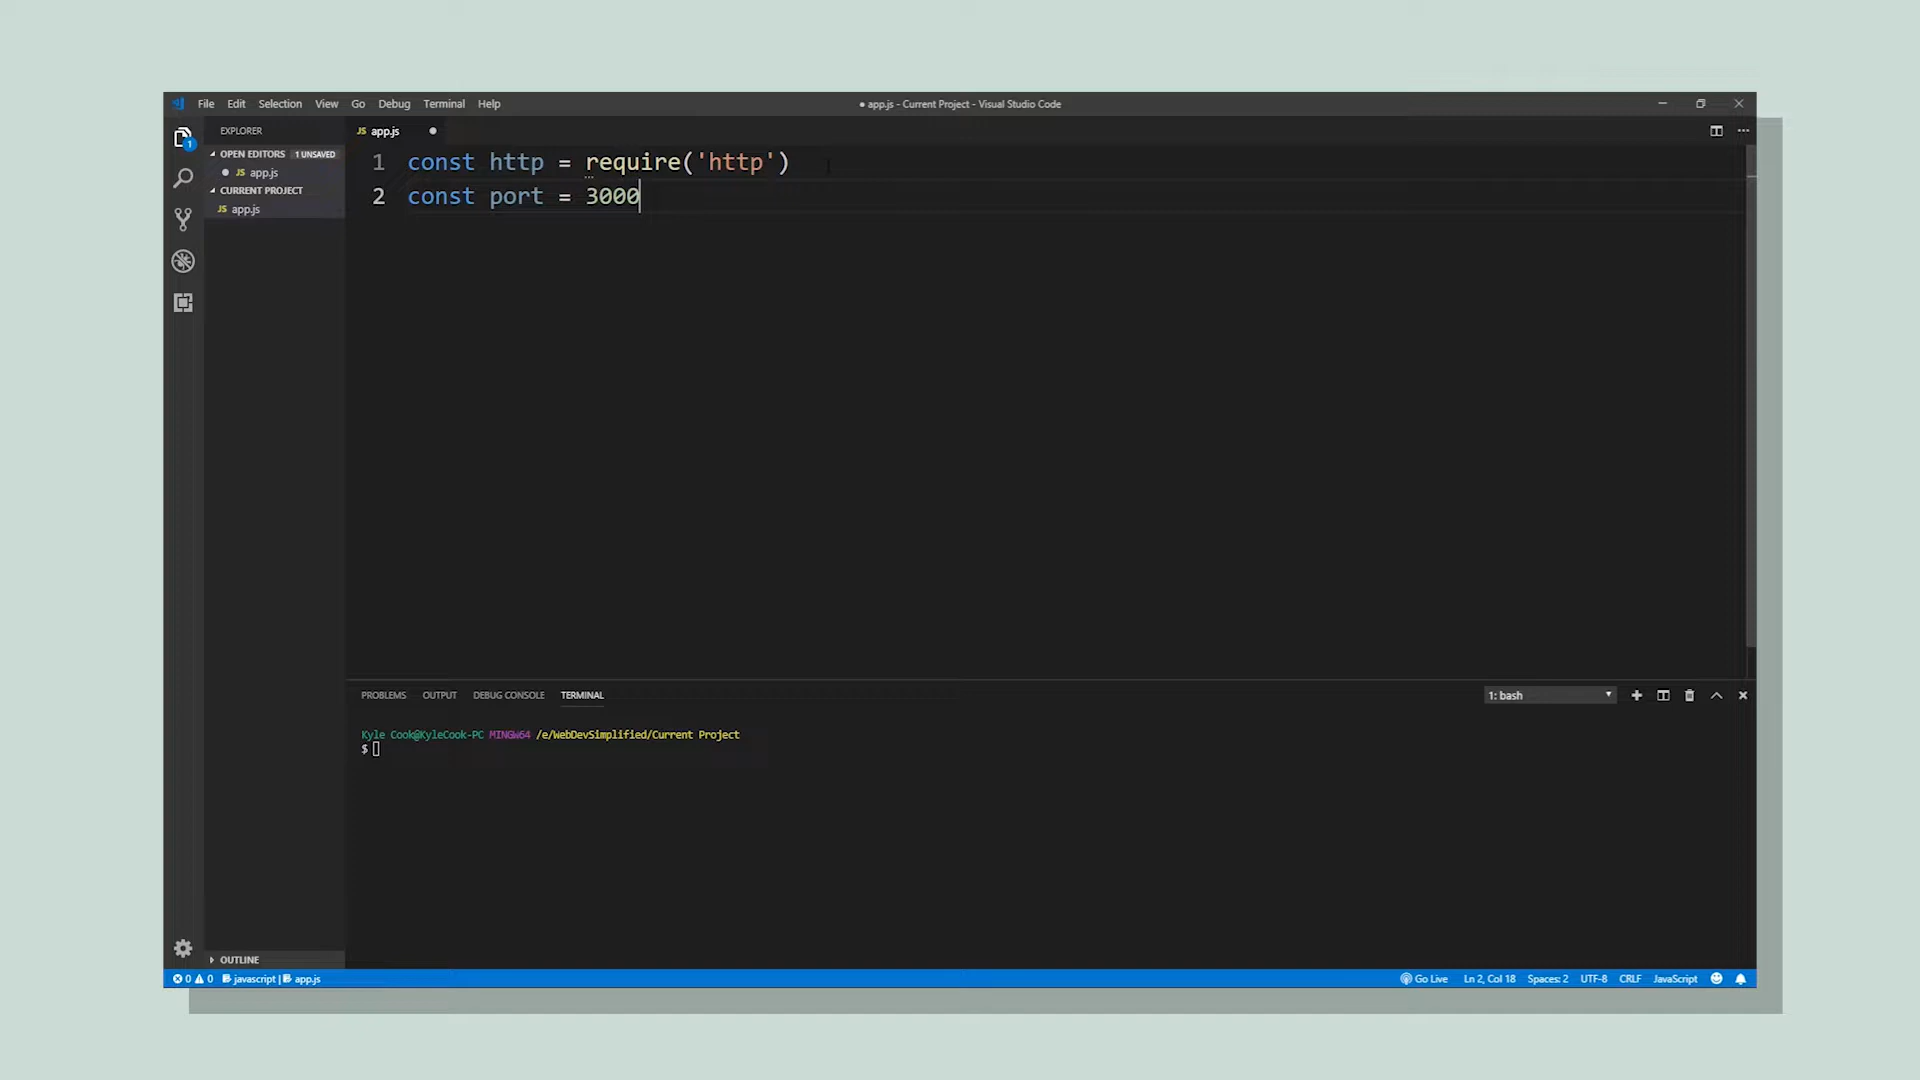 File Edit Selection View Go Debug Terminal Help
● app.js - Current Project - Visual Studio Code
EXPLORER
JS app.js ●
OPEN EDITORS 1 UNSAVED
● JS app.js
CURRENT PROJECT
JS app.js
1
1 const http = require('http')
2 const port = 3000
PROBLEMS OUTPUT DEBUG CONSOLE TERMINAL
1: bash
Kyle Cook@KyleCook-PC MINGW64 /e/WebDevSimplified/Current Project
$
OUTLINE
0 0 javascript | app.js
Go Live Ln 2, Col 18 Spaces: 2 UTF-8 CRLF JavaScript